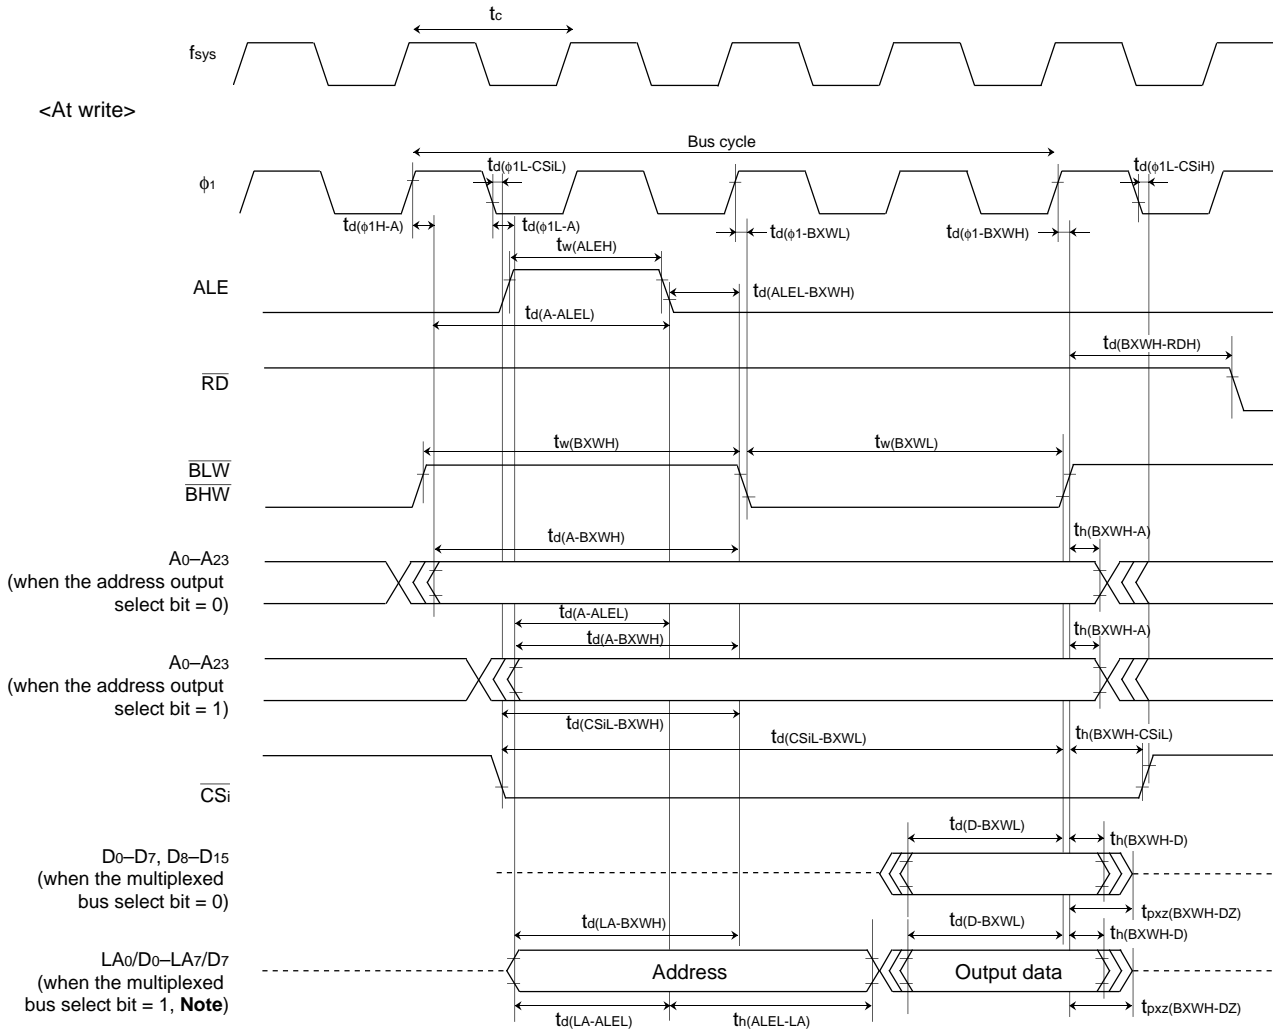 tc
fsys
<At write>
Bus cycle
td(ϕ1L-CSiL)
td(ϕ1L-CSiH)
ϕ1
td(ϕ1H-A)
td(ϕ1L-A)
td(ϕ1-BXWL)
td(ϕ1-BXWH)
tw(ALEH)
ALE
td(ALEL-BXWH)
td(A-ALEL)
td(BXWH-RDH)
RD
tw(BXWH)
tw(BXWL)
BLW
BHW
td(A-BXWH)
th(BXWH-A)
A0–A23
(when the address output
select bit = 0)
td(A-ALEL)
td(A-BXWH)
th(BXWH-A)
A0–A23
(when the address output
select bit = 1)
td(CSiL-BXWH)
td(CSiL-BXWL)
th(BXWH-CSiL)
CSi
td(D-BXWL)
th(BXWH-D)
D0–D7, D8–D15
(when the multiplexed
bus select bit = 0)
tpxz(BXWH-DZ)
td(LA-BXWH)
td(D-BXWL)
th(BXWH-D)
LA0/D0–LA7/D7
(when the multiplexed
bus select bit = 1, Note)
Address
Output data
td(LA-ALEL)
th(ALEL-LA)
tpxz(BXWH-DZ)